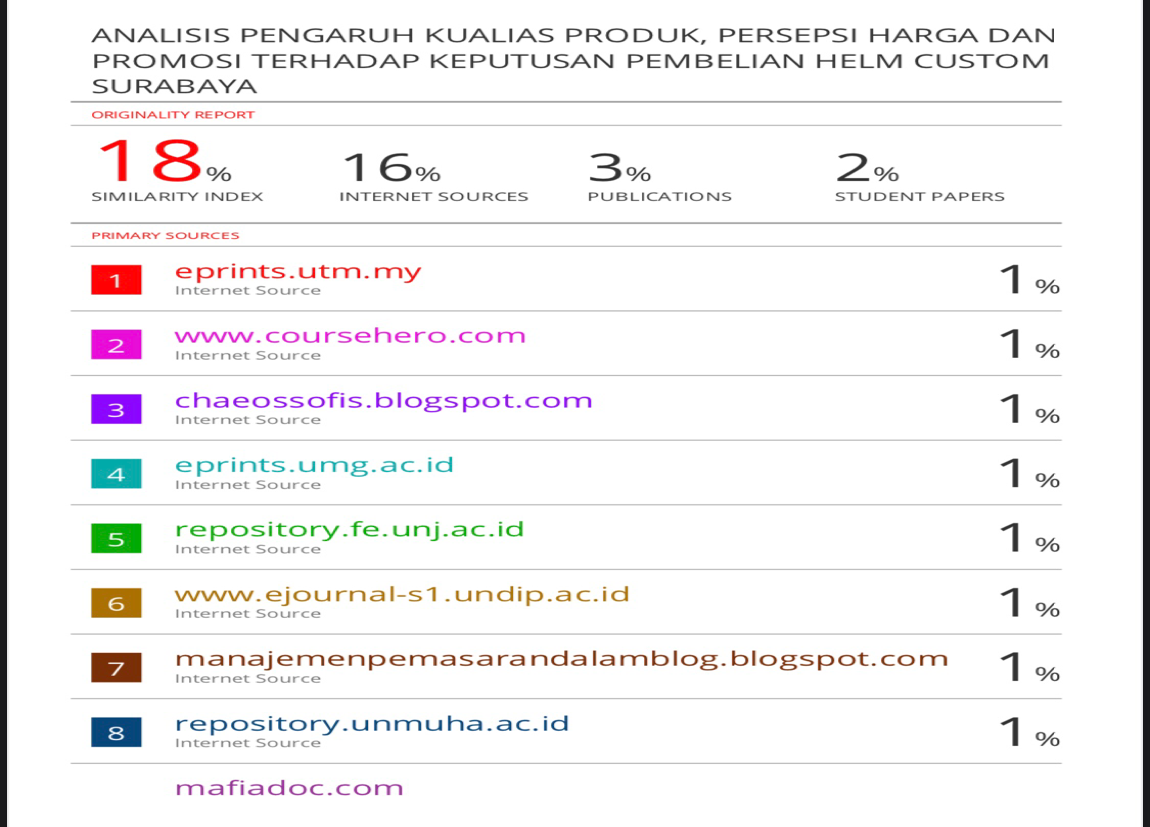 ANALISIS PENGARUH KUALIAS PRODUK, PERSEPSI HARGA DAN
PROMOSI TERHADAP KEPUTUSAN PEMBELIAN HELM CUSTOM
SURABAYA
ORIGINALITY REPORT
18% 16% 3% 2%
SIMILARITY INDEX INTERNET SOURCES PUBLICATIONS STUDENT PAPERS
PRIMARY SOURCES
1 eprints.utm.my 1%
Internet Source
2 www.coursehero.com 1%
Internet Source
3 chaeossofis.blogspot.com 1%
Internet Source
4 eprints.umg.ac.id 1%
Internet Source
5 repository.fe.unj.ac.id 1%
Internet Source
6 www.ejournal-s1.undip.ac.id 1%
Internet Source
7 manajemenpemasarandalamblog.blogspot.com 1%
Internet Source
8 repository.unmuha.ac.id 1%
Internet Source
mafiadoc.com